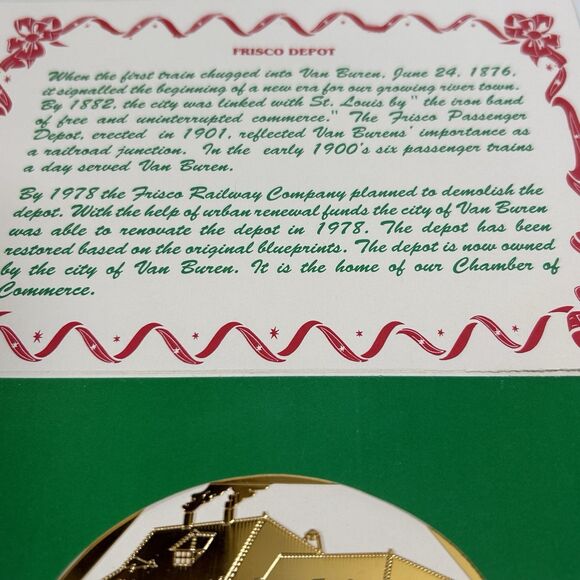 FRISCO DEPOT
When the first train chugged into Van Buren, June 24, 1876,
it signalled the beginning of a new era for our growing river town.
By 1882, the city was linked with St. Louis by " the iron band
of free and uninterrupted commerce." The Frisco Passenger
Depot, erected in 1901, reflected Van Burens' importance as
a railroad junction. In the early 1900's six passenger trains
a day served Van Buren.
By 1978 the Frisco Railway Company planned to demolish the
depot. With the help of urban renewal funds the city of Van Buren
was able to renovate the depot in 1978. The depot has been
restored based on the original blueprints. The depot is now owned
by the city of Van Buren. It is the home of our Chamber of
Commerce.